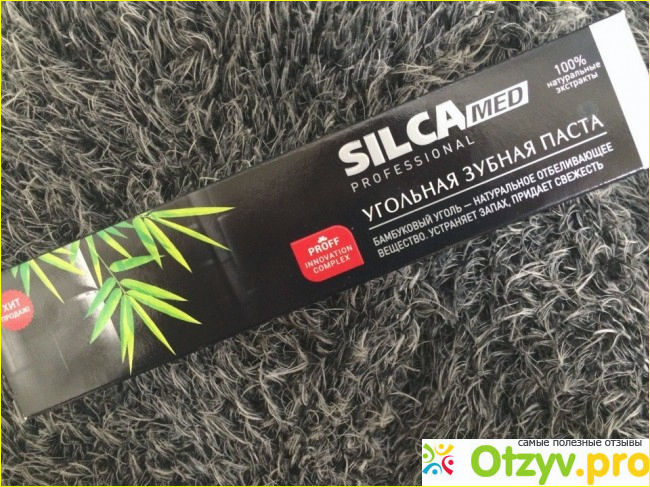 100%
натуральные
экстракты
SILCA MED
PROFESSIONAL
УГОЛЬНАЯ ЗУБНАЯ ПАСТА
БАМБУКОВЫЙ УГОЛЬ — НАТУРАЛЬНОЕ ОТБЕЛИВАЮЩЕЕ
ВЕЩЕСТВО. УСТРАНЯЕТ ЗАПАХ, ПРИДАЕТ СВЕЖЕСТЬ
PROFF
INNOVATION
COMPLEX
ХИТ
ПРОДАЖ!
самые полезные отзывы
Otzyv.pro